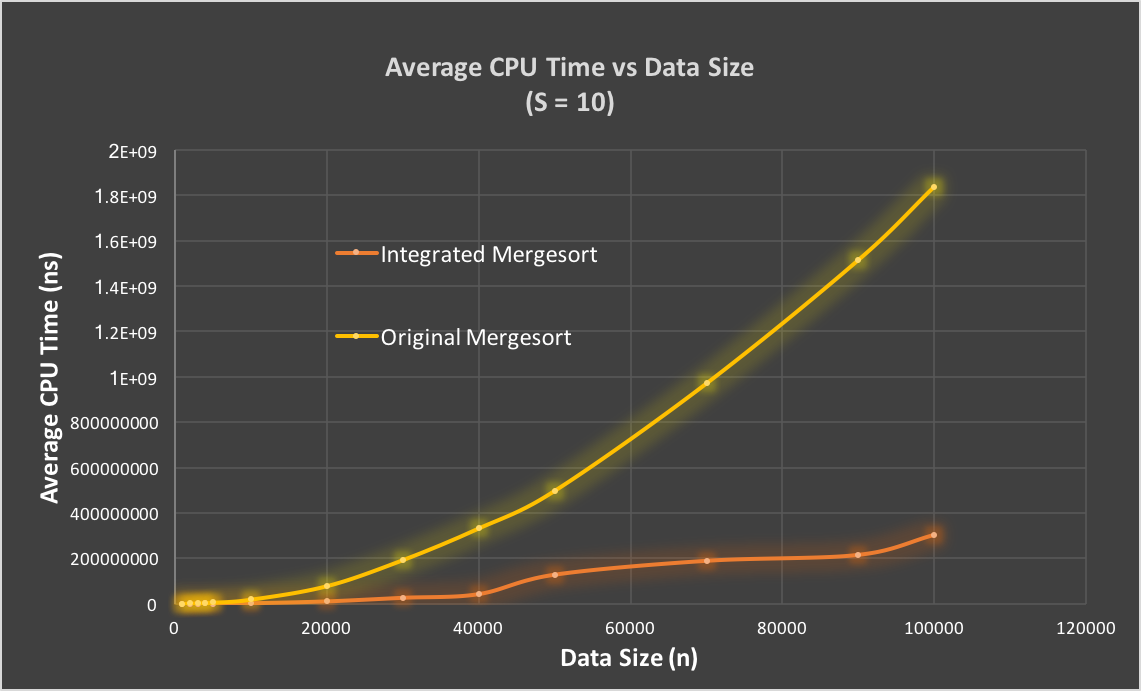 Average CPU Time vs Data Size
(S = 10)
2E+09
1.8E+09
1.6E+09
1.4E+09
1.2E+09
1E+09
800000000
600000000
400000000
200000000
0
Average CPU Time (ns)
Integrated Mergesort
Original Mergesort
0 20000 40000 60000 80000 100000 120000
Data Size (n)